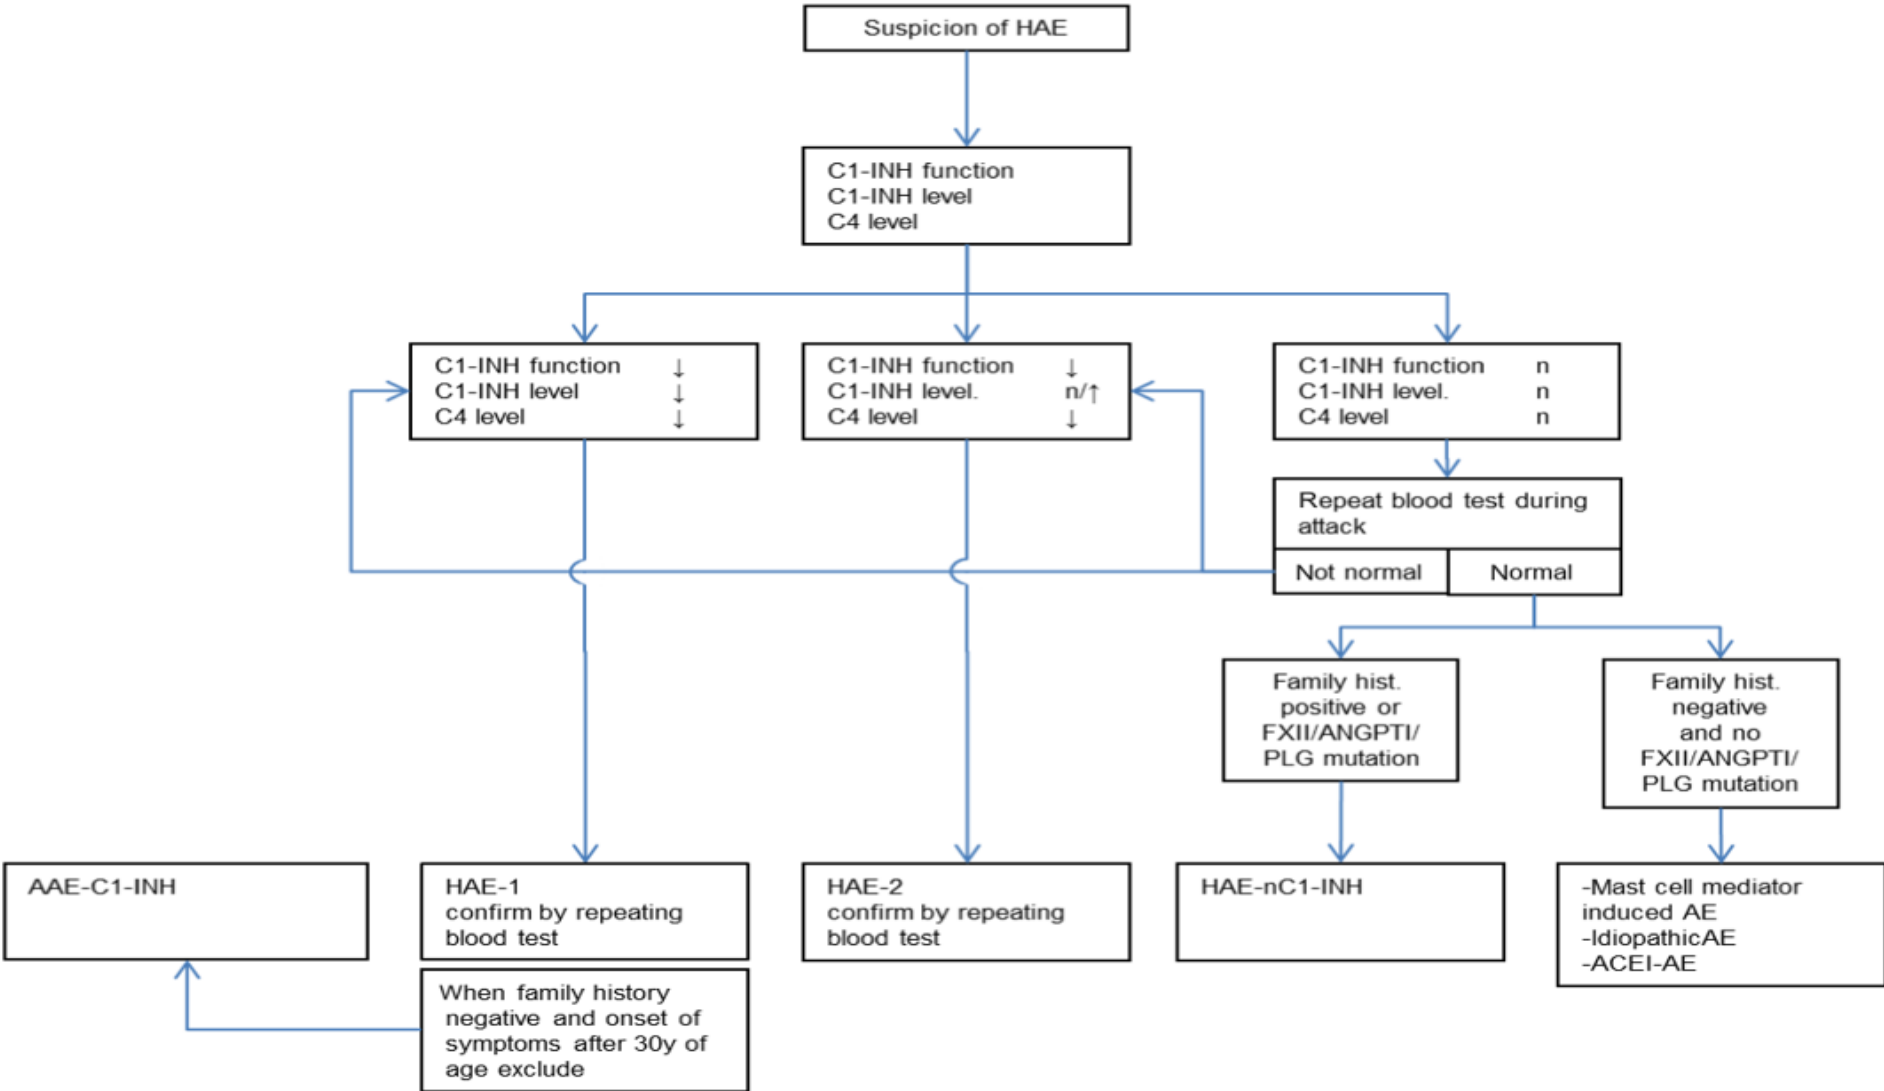 Suspicion of HAE
C1-INH function
C1-INH level
C4 level
C1-INH function ↓
C1-INH level ↓
C4 level ↓
C1-INH function ↓
C1-INH level. n/↑
C4 level ↓
C1-INH function n
C1-INH level. n
C4 level n
Repeat blood test during
attack
Not normal
Normal
Family hist.
positive or
FXII/ANGPTI/
PLG mutation
Family hist.
negative
and no
FXII/ANGPTI/
PLG mutation
AAE-C1-INH
HAE-1
confirm by repeating
blood test
HAE-2
confirm by repeating
blood test
HAE-nC1-INH
-Mast cell mediator
induced AE
-IdiopathicAE
-ACEI-AE
When family history
negative and onset of
symptoms after 30y of
age exclude